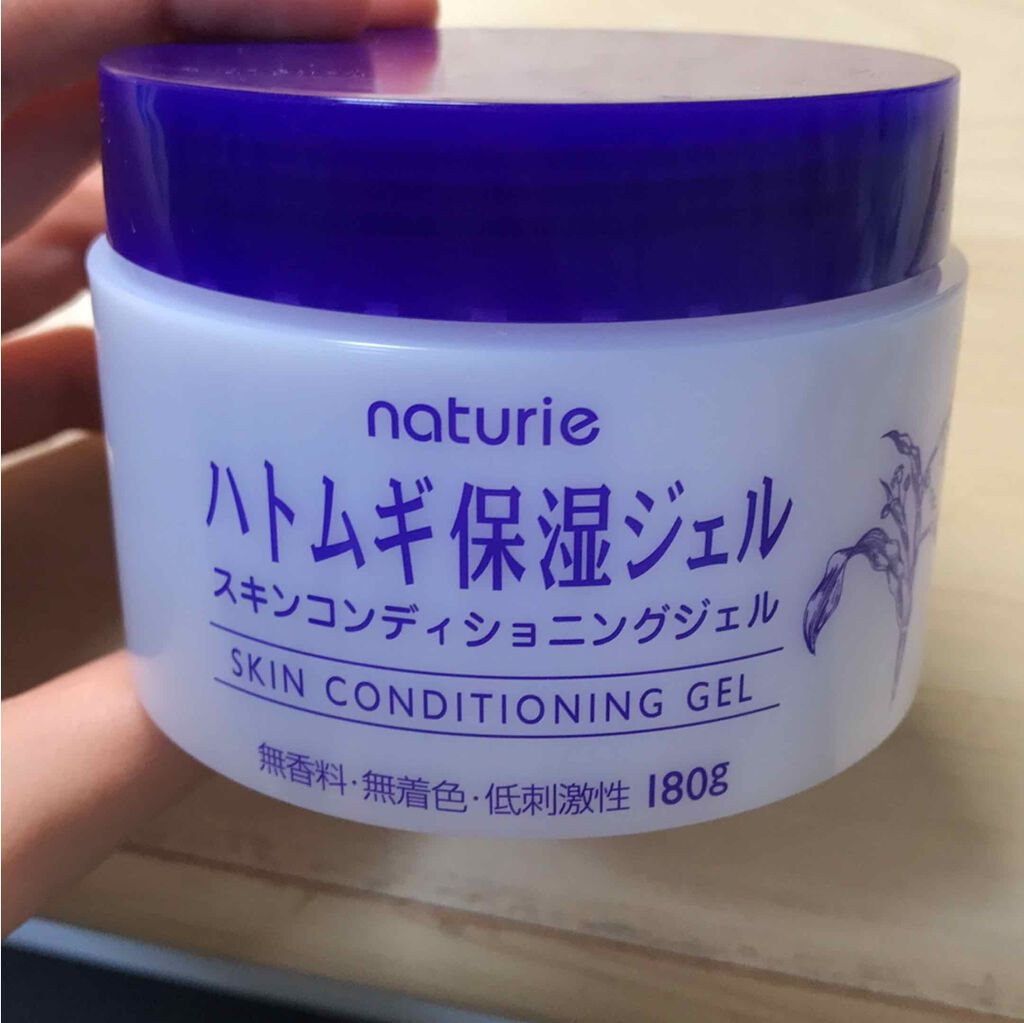 naturie
ハトムギ保湿ジェル
スキンコンディショニングジェル
SKIN CONDITIONING GEL
無香料・無着色・低刺激性 180g